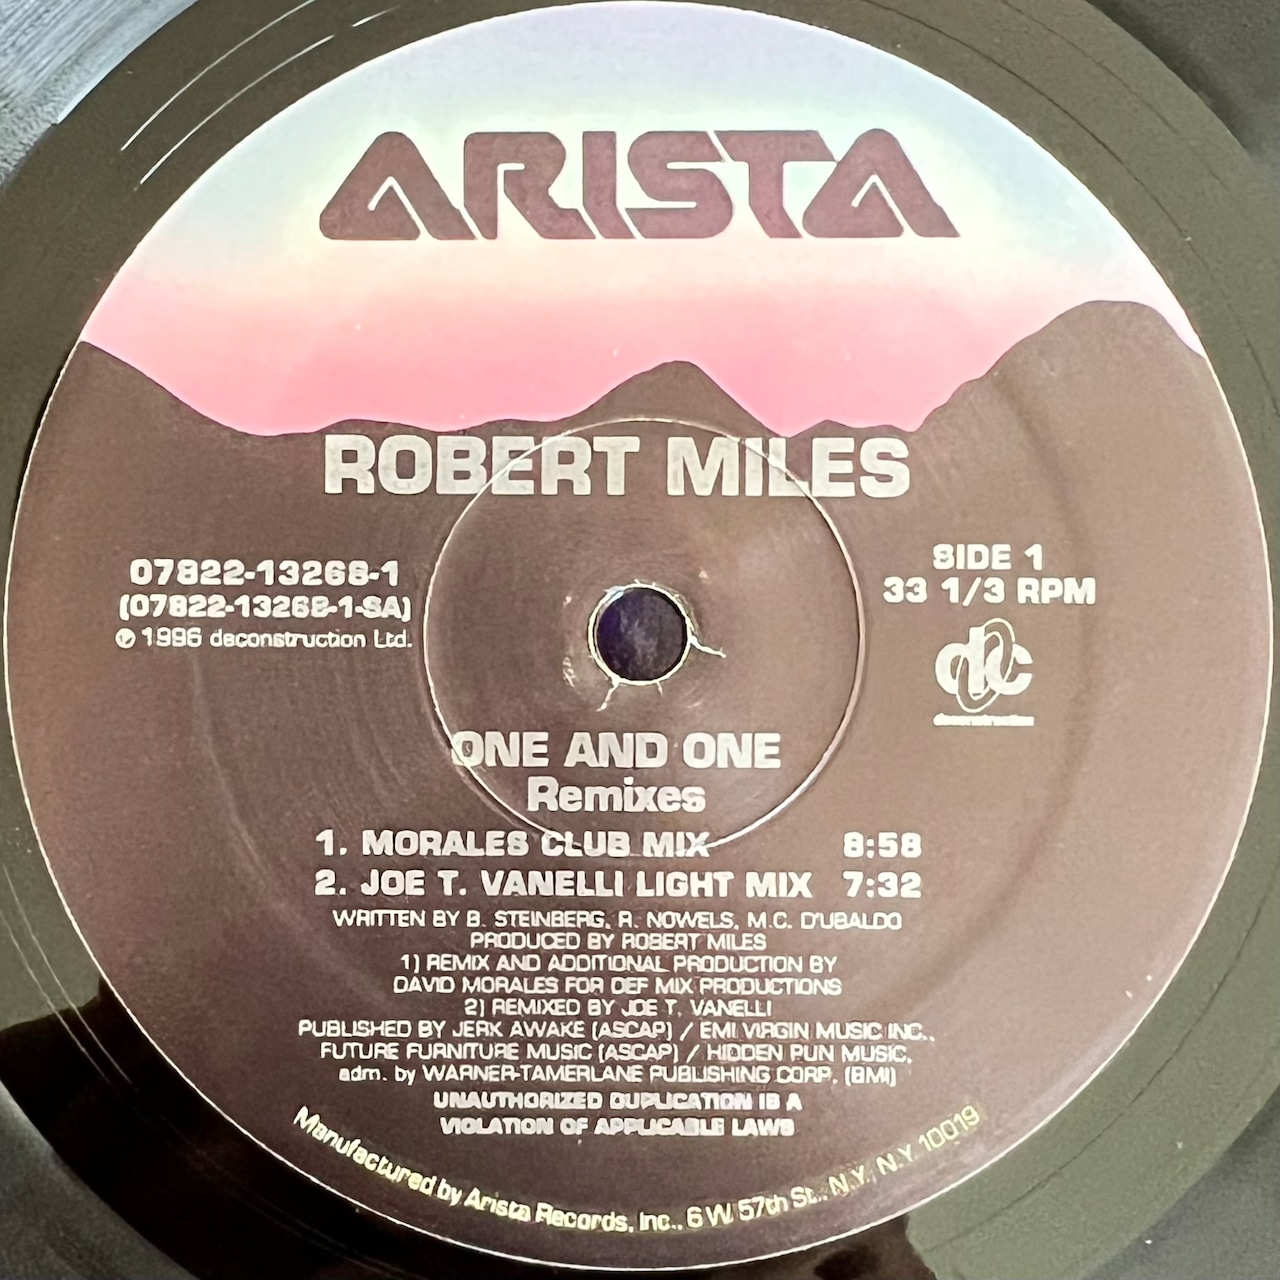 ARISTA
ROBERT MILES
07822-13268-1
(07822-13268-1-SA)
℗ 1996 deconstruction Ltd.
SIDE 1
33 1/3 RPM
dc
deconstruction
ONE AND ONE
Remixes
1. MORALES CLUB MIX 8:58
2. JOE T. VANELLI LIGHT MIX 7:32
WRITTEN BY B. STEINBERG, R. NOWELS, M.C. D'UBALDO
PRODUCED BY ROBERT MILES
1) REMIX AND ADDITIONAL PRODUCTION BY
DAVID MORALES FOR DEF MIX PRODUCTIONS
2) REMIXED BY JOE T. VANELLI
PUBLISHED BY JERK AWAKE (ASCAP) / EMI VIRGIN MUSIC INC.,
FUTURE FURNITURE MUSIC (ASCAP) / HIDDEN PUN MUSIC,
adm. by WARNER-TAMERLANE PUBLISHING CORP. (BMI)
UNAUTHORIZED DUPLICATION IS A
VIOLATION OF APPLICABLE LAWS
Manufactured by Arista Records, Inc., 6 W. 57th St., N.Y., N.Y. 10019